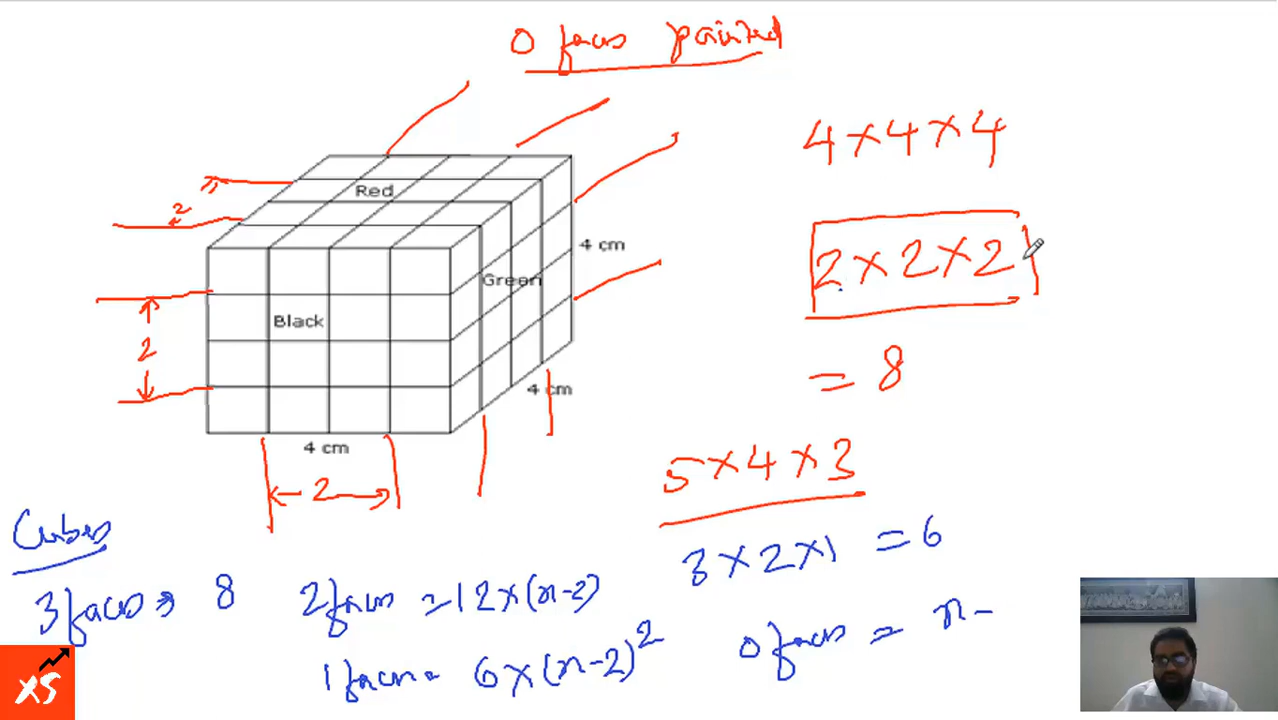 0 faces painted
4×4×4
Red
2
4 cm
Green
2×2×2
Black
2
= 8
4 cm
4 cm
2
5×4×3
Cubes
3×2×1 = 6
3 faces → 8
2 faces = 12×(n-2)
0 faces = n-
1 face = 6×(n-2)²
XS